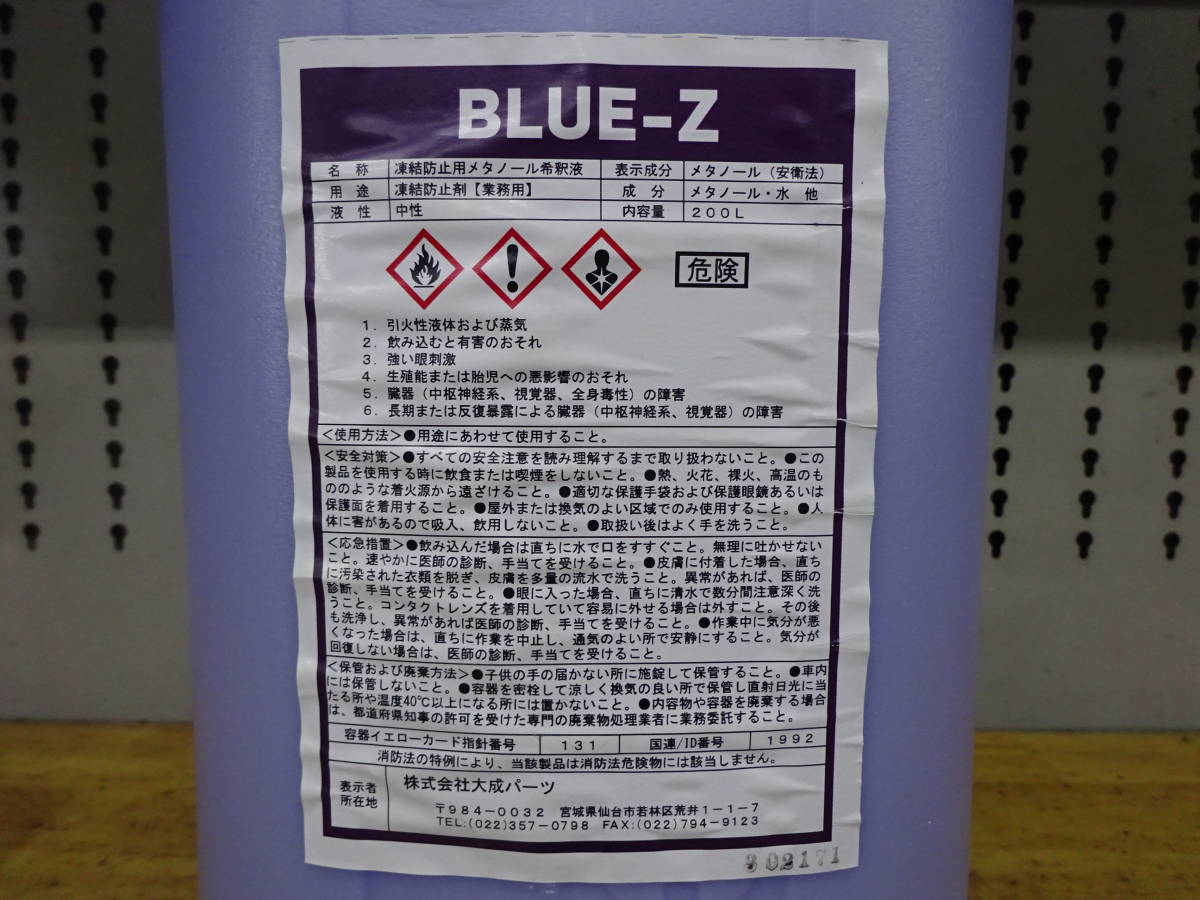 BLUE-Z
名称 凍結防止用メタノール希釈液 表示成分 メタノール（安衛法）
用途 凍結防止剤【業務用】 成分 メタノール・水 他
液性 中性 内容量 200L
危険
1．引火性液体および蒸気
2．飲み込むと有害のおそれ
3．強い眼刺激
4．生殖能または胎児への悪影響のおそれ
5．臓器（中枢神経系、視覚器、全身毒性）の障害
6．長期または反復暴露による臓器（中枢神経系、視覚器）の障害
＜使用方法＞●用途にあわせて使用すること。
＜安全対策＞●すべての安全注意を読み理解するまで取り扱わないこと。●この
製品を使用する時に飲食または喫煙をしないこと。●熱、火花、裸火、高温のも
ののような着火源から遠ざけること。●適切な保護手袋および保護眼鏡あるいは
保護面を着用すること。●屋外または換気のよい区域でのみ使用すること。●人
体に害があるので吸入、飲用しないこと。●取扱い後はよく手を洗うこと。
＜応急措置＞●飲み込んだ場合は直ちに水で口をすすぐこと。無理に吐かせない
こと。速やかに医師の診断、手当てを受けること。●皮膚に付着した場合、直ち
に汚染された衣類を脱ぎ、皮膚を多量の流水で洗うこと。異常があれば、医師の
診断、手当てを受けること。●眼に入った場合、直ちに清水で数分間注意深く洗
うこと。コンタクトレンズを着用していて容易に外せる場合は外すこと。その後
も洗浄し、異常があれば医師の診断、手当てを受けること。●作業中に気分が悪
くなった場合は、直ちに作業を中止し、通気のよい所で安静にすること。気分が
回復しない場合は、医師の診断、手当てを受けること。
＜保管および廃棄方法＞●子供の手の届かない所に施錠して保管すること。●車内
には保管しないこと。●容器を密栓して涼しく換気の良い所で保管し直射日光に当
たる所や温度40℃以上になる所には置かないこと。●内容物や容器を廃棄する場合
は、都道府県知事の許可を受けた専門の廃棄物処理業者に業務委託すること。
容器イエローカード指針番号 131 国連/ID番号 1992
消防法の特例により、当該製品は消防法危険物には該当しません。
表示者 株式会社大成パーツ
所在地
〒984－0032 宮城県仙台市若林区荒井1－1－7
TEL:(022)357-0798 FAX:(022)794-9123
302171